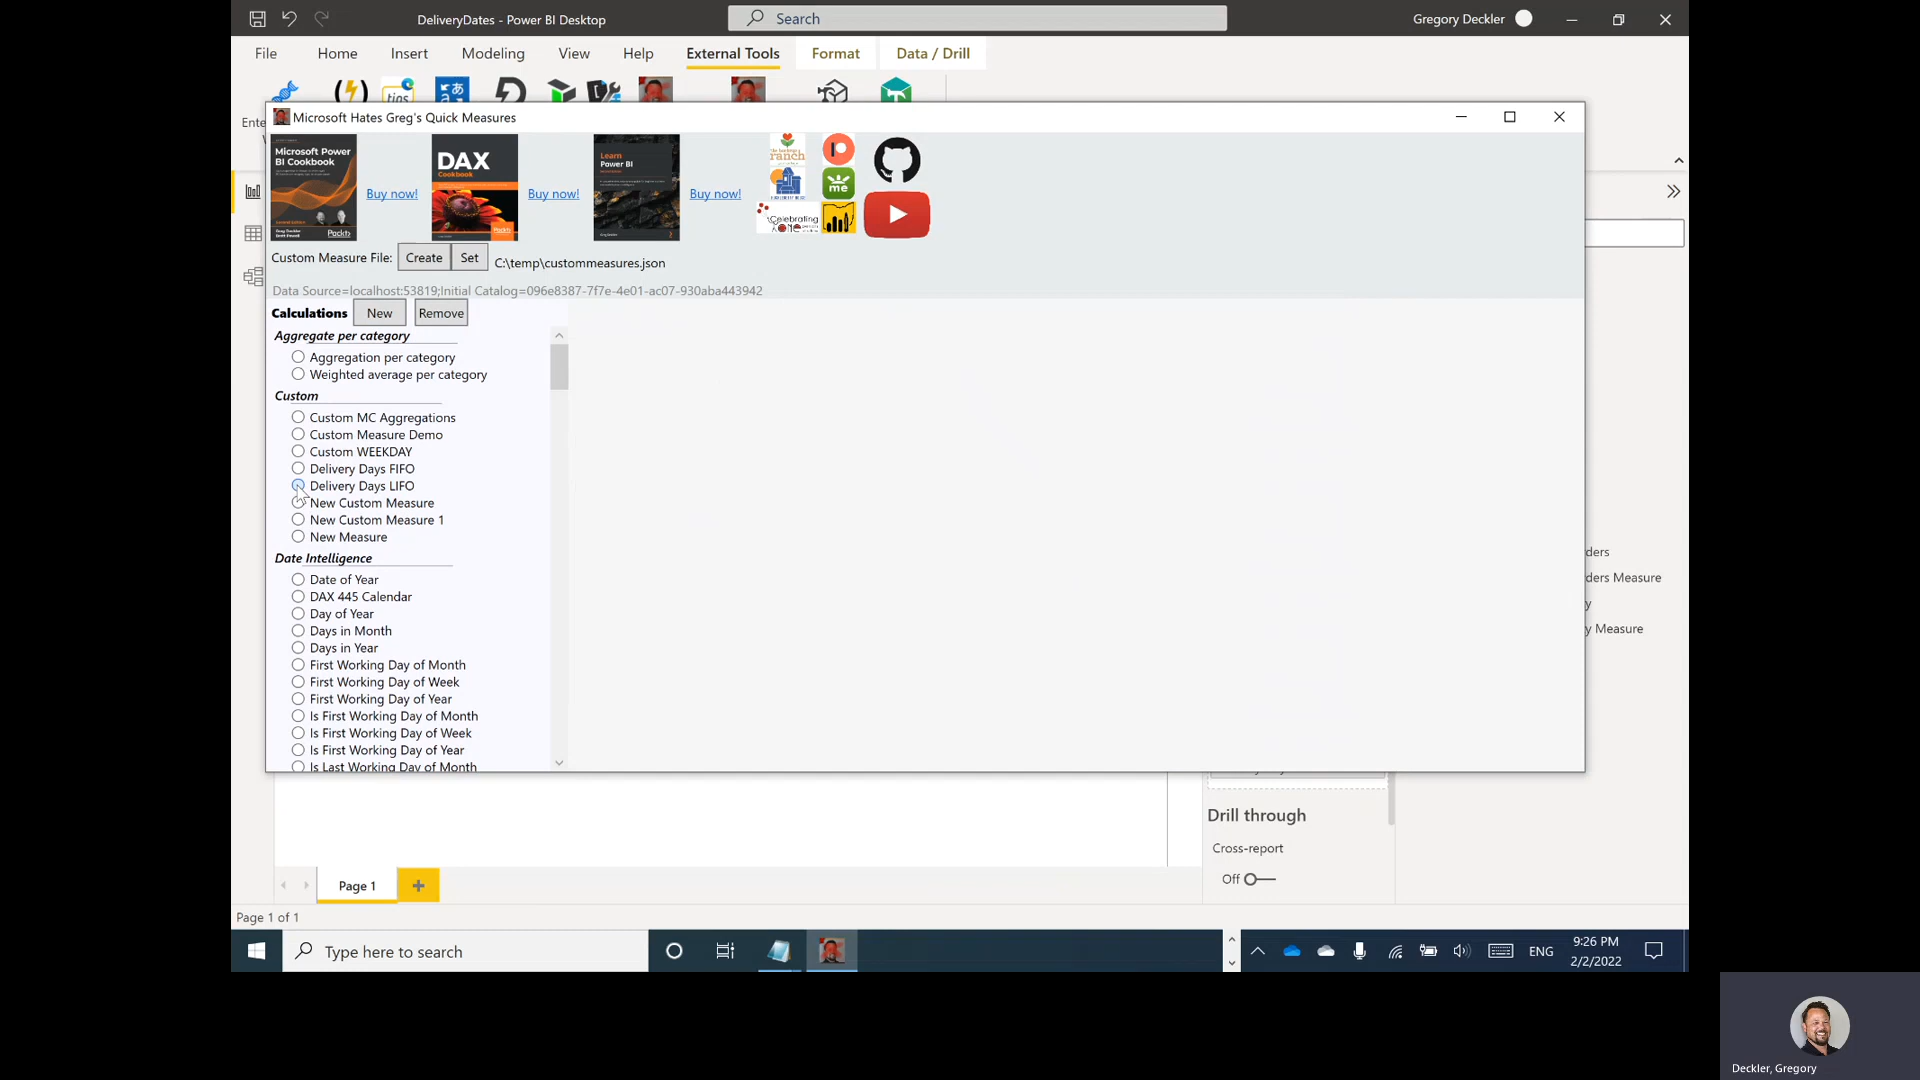 DeliveryDates - Power BI Desktop
Search
Gregory Deckler
File Home Insert Modeling View Help External Tools Format Data / Drill
tips
Ente
Microsoft Hates Greg's Quick Measures
Microsoft Power
BI Cookbook
Packt
Buy now!
DAX
Cookbook
Packt
Buy now!
Learn
Power BI
Buy now!
ranch
me
Celebrating
ONE
Custom Measure File: Create Set C:\temp\custommeasures.json
Data Source=localhost:53819;Initial Catalog=096e8387-7f7e-4e01-ac07-930aba443942
Calculations New Remove
Aggregate per category
Aggregation per category
Weighted average per category
Custom
Custom MC Aggregations
Custom Measure Demo
Custom WEEKDAY
Delivery Days FIFO
Delivery Days LIFO
New Custom Measure
New Custom Measure 1
New Measure
Date Intelligence
Date of Year
DAX 445 Calendar
Day of Year
Days in Month
Days in Year
First Working Day of Month
First Working Day of Week
First Working Day of Year
Is First Working Day of Month
Is First Working Day of Week
Is First Working Day of Year
Is Last Working Day of Month
ders
ders Measure
y
y Measure
Drill through
Cross-report
Off
Page 1
Page 1 of 1
Type here to search
ENG
9:26 PM
2/2/2022
Deckler, Gregory